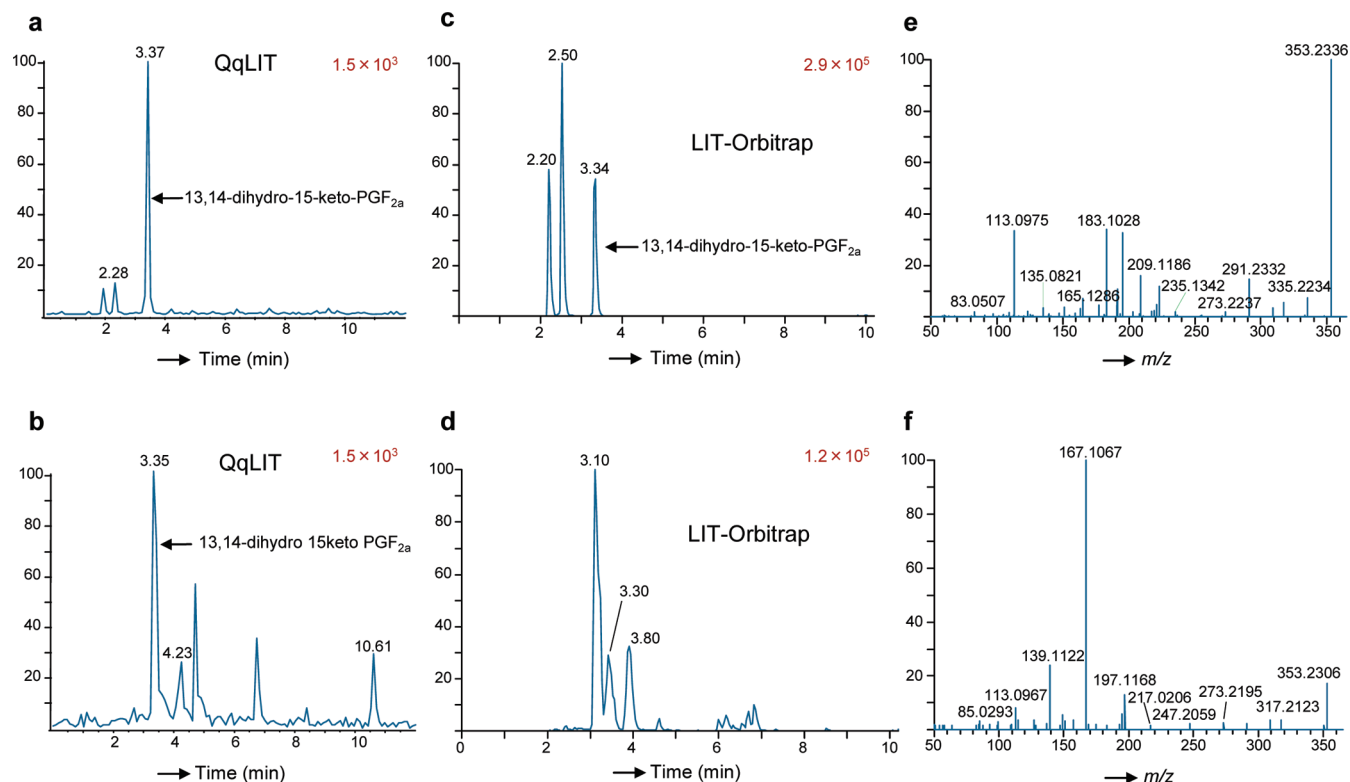 a
QqLIT
1.5 × 10³
3.37
100
80
60
40
20
2.28
13,14-dihydro-15-keto-PGF₂ₐ
2 4 6 8 10
Time (min)
c
2.9 × 10⁵
2.50
100
80
60
40
20
LIT-Orbitrap
2.20
3.34
13,14-dihydro-15-keto-PGF₂ₐ
2 4 6 8 10
Time (min)
e
353.2336
100
80
60
40
20
113.0975
183.1028
135.0821
209.1186
291.2332
235.1342
335.2234
83.0507
165.1286
273.2237
50 100 150 200 250 300 350
m/z
b
QqLIT
1.5 × 10³
3.35
100
80
60
40
20
13,14-dihydro 15keto PGF₂ₐ
4.23
10.61
2 4 6 8 10
Time (min)
d
1.2 × 10⁵
3.10
100
80
60
40
20
LIT-Orbitrap
3.30
3.80
0 2 4 6 8 10
Time (min)
f
167.1067
100
80
60
40
20
139.1122
197.1168
353.2306
113.0967
217.0206
273.2195
85.0293
247.2059
317.2123
50 100 150 200 250 300 350
m/z